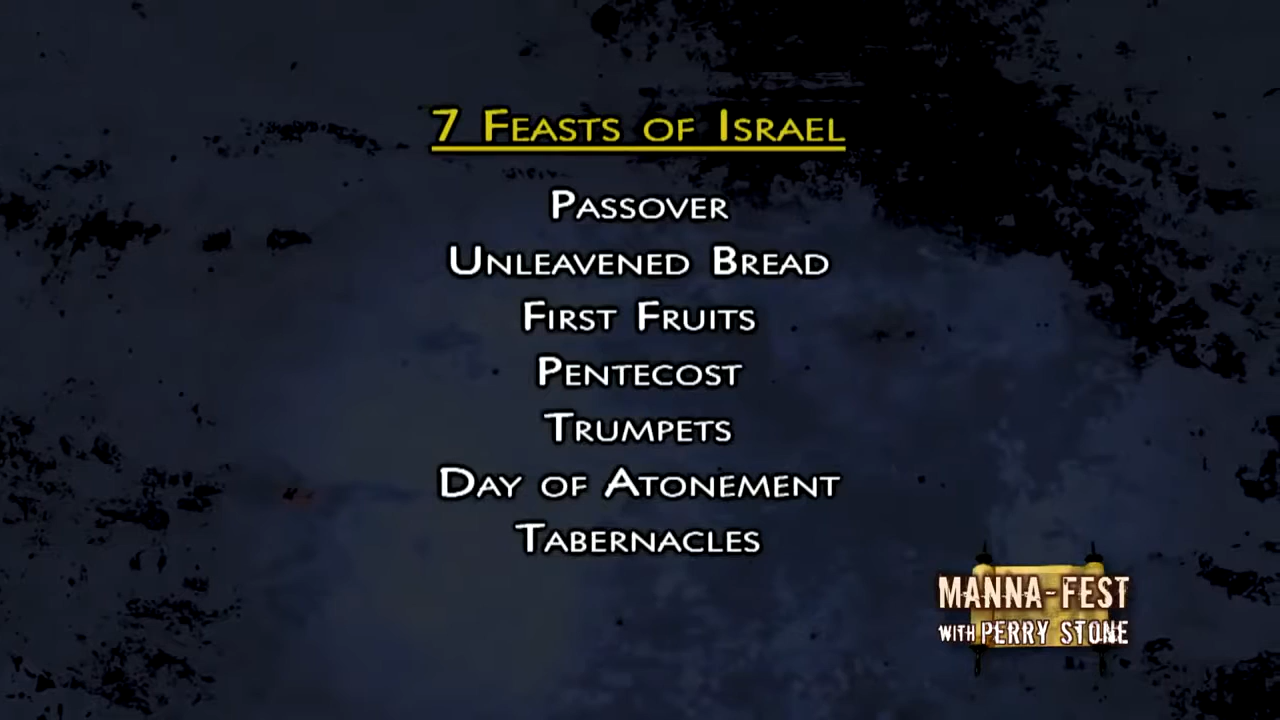 7 Feasts of Israel
Passover
Unleavened Bread
First Fruits
Pentecost
Trumpets
Day of Atonement
Tabernacles
MANNA-FEST
WITH PERRY STONE